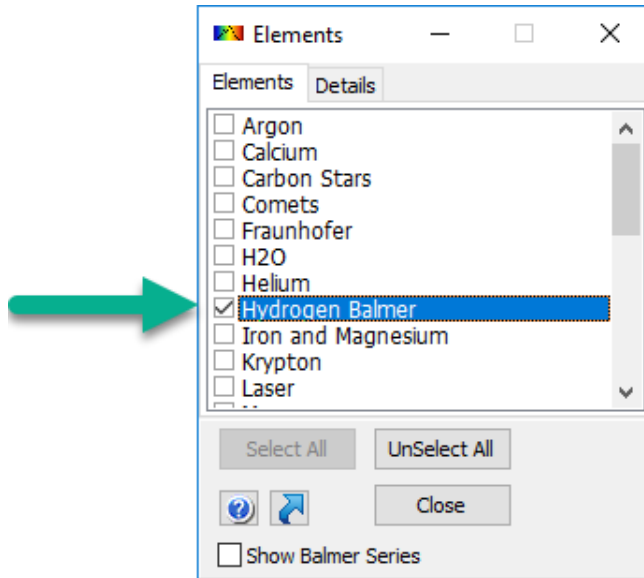 Elements
Elements Details
Argon
Calcium
Carbon Stars
Comets
Fraunhofer
H2O
Helium
Hydrogen Balmer
Iron and Magnesium
Krypton
Laser
Select All UnSelect All
Close
Show Balmer Series